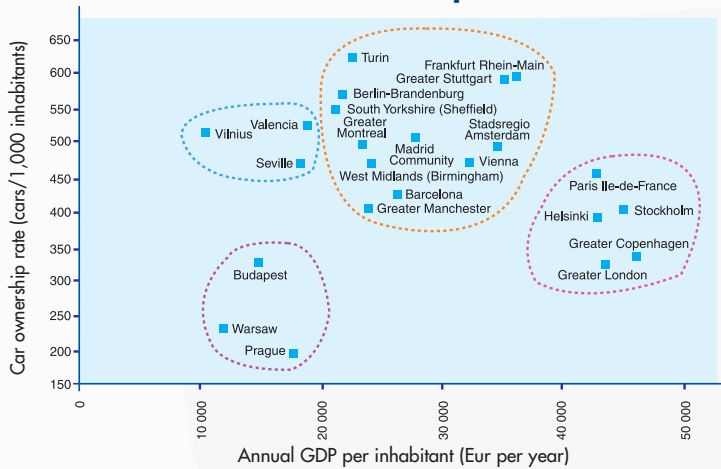 650
600
550
500
450
400
350
300
250
200
150
Car ownership rate (cars/1,000 inhabitants)
Turin
Frankfurt Rhein-Main
Greater Stuttgart
Berlin-Brandenburg
South Yorkshire (Sheffield)
Greater
Montreal
Stadsregio
Amsterdam
Valencia
Vilnius
Madrid
Community
Seville
Vienna
West Midlands (Birmingham)
Barcelona
Greater Manchester
Paris Ile-de-France
Helsinki
Stockholm
Greater Copenhagen
Greater London
Budapest
Warsaw
Prague
0
10 000
20 000
30 000
40 000
50 000
Annual GDP per inhabitant (Eur per year)